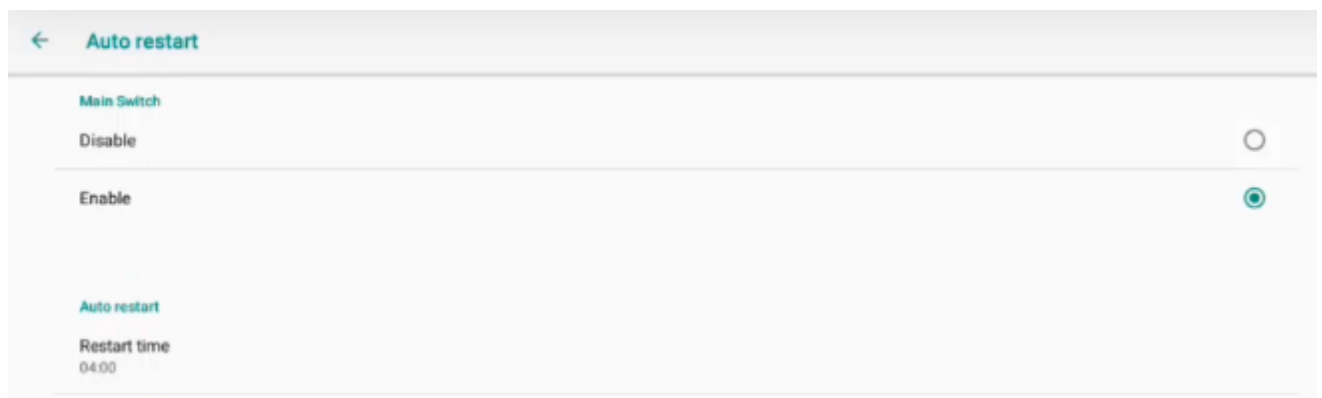 Auto restart
Main Switch
Disable
Enable
Auto restart
Restart time
04:00